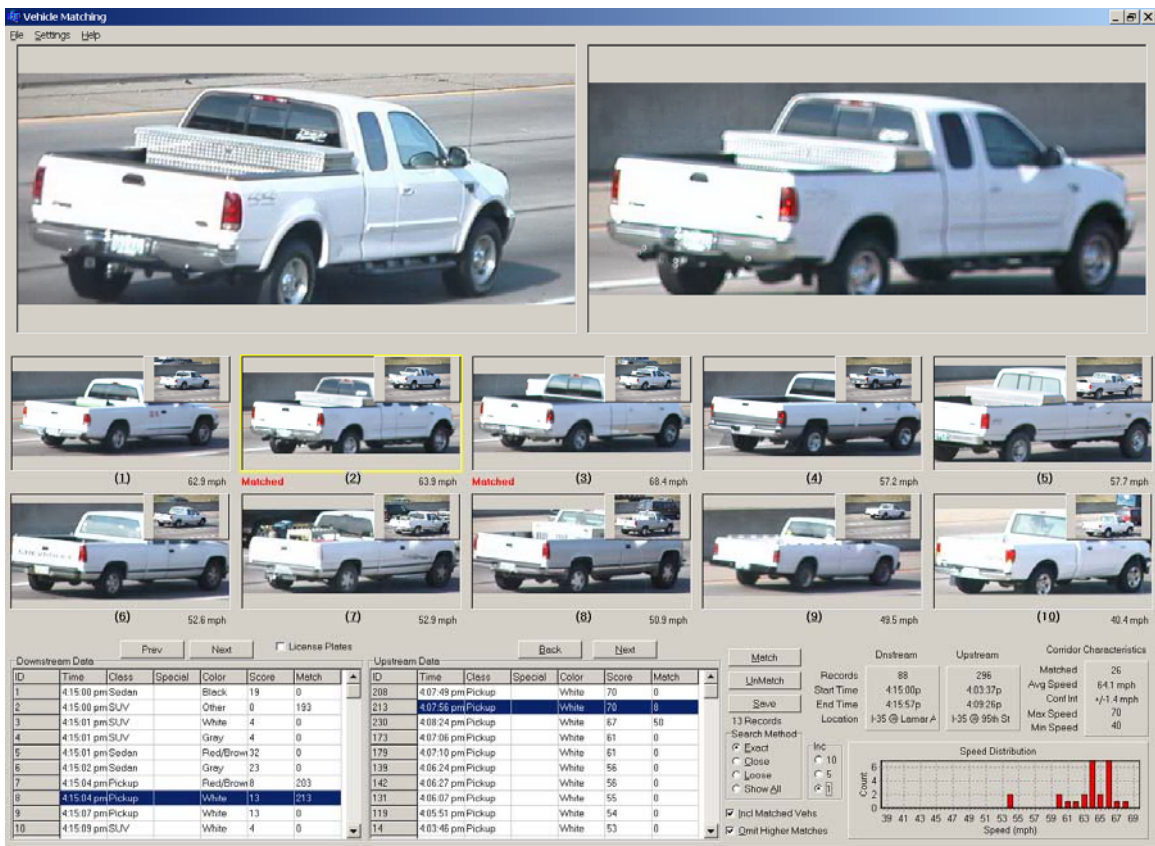 Vehicle Matching
File Settings Help
(1) 62.9 mph
Matched (2) 63.9 mph
Matched (3) 68.4 mph
(4) 57.2 mph
(5) 57.7 mph
CHEVROLET
(6) 52.6 mph
(7) 52.9 mph
(8) 50.9 mph
(9) 49.5 mph
(10) 40.4 mph
Prev Next License Plates
Downstream Data
ID Time Class Special Color Score Match
1 4:15:00 pm Sedan Black 19 0
2 4:15:00 pm SUV Other 0 193
3 4:15:01 pm SUV White 4 0
4 4:15:01 pm SUV Gray 4 0
5 4:15:01 pm Sedan Red/Brown 32 0
6 4:15:02 pm Sedan Gray 23 0
7 4:15:04 pm Pickup Red/Brown 8 203
8 4:15:04 pm Pickup White 13 213
9 4:15:07 pm Pickup White 13 0
10 4:15:09 pm SUV White 4 0
Back Next
Upstream Data
ID Time Class Special Color Score Match
208 4:07:49 pm Pickup White 70 0
213 4:07:56 pm Pickup White 70 8
230 4:08:24 pm Pickup White 67 50
173 4:07:06 pm Pickup White 61 0
179 4:07:10 pm Pickup White 61 0
139 4:06:24 pm Pickup White 56 0
142 4:06:27 pm Pickup White 56 0
131 4:06:07 pm Pickup White 55 0
119 4:05:51 pm Pickup White 54 0
14 4:03:46 pm Pickup White 53 0
Match
UnMatch
Save
13 Records
Search Method
Exact
Close
Loose
Show All
Inc
10
5
1
Incl Matched Vehs
Omit Higher Matches
Dnstream Upstream
Records 88 296
Start Time 4:15:00p 4:03:37p
End Time 4:15:57p 4:09:26p
Location I-35 @ Lamar A I-35 @ 95th St
Corridor Characteristics
Matched 26
Avg Speed 64.1 mph
Conf Int +/-1.4 mph
Max Speed 70
Min Speed 40
Speed Distribution
Count
6
4
2
0
39 41 43 45 47 49 51 53 55 57 59 61 63 65 67 69
Speed (mph)